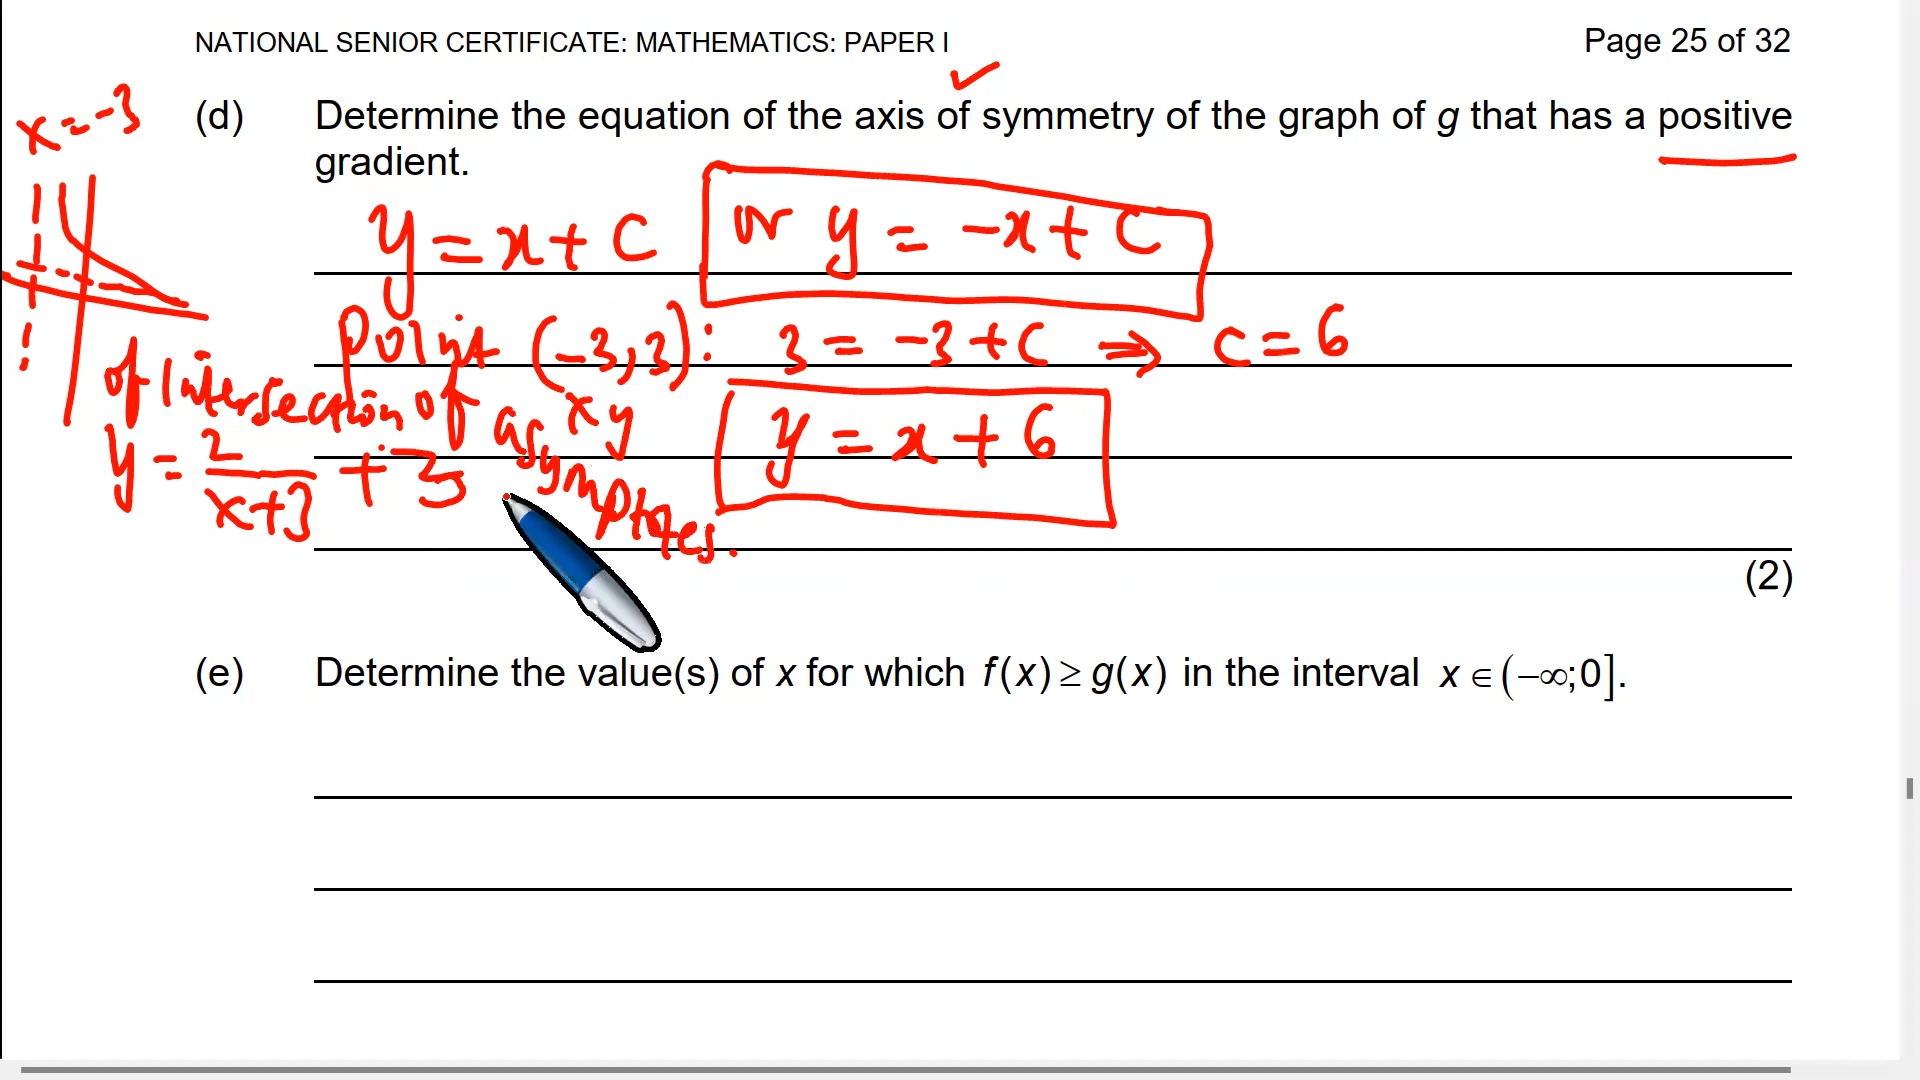 NATIONAL SENIOR CERTIFICATE: MATHEMATICS: PAPER I Page 25 of 32
x = -3
(d) Determine the equation of the axis of symmetry of the graph of g that has a positive
gradient.
y = x + c or y = -x + c
Point (-3,3): 3 = -3 + c ⇒ c = 6
of Intersection of asymptotes.
x y
y = x + 6
y = 2/(x+3) + 3
(2)
(e) Determine the value(s) of x for which f(x) ≥ g(x) in the interval x ∈ (−∞;0].